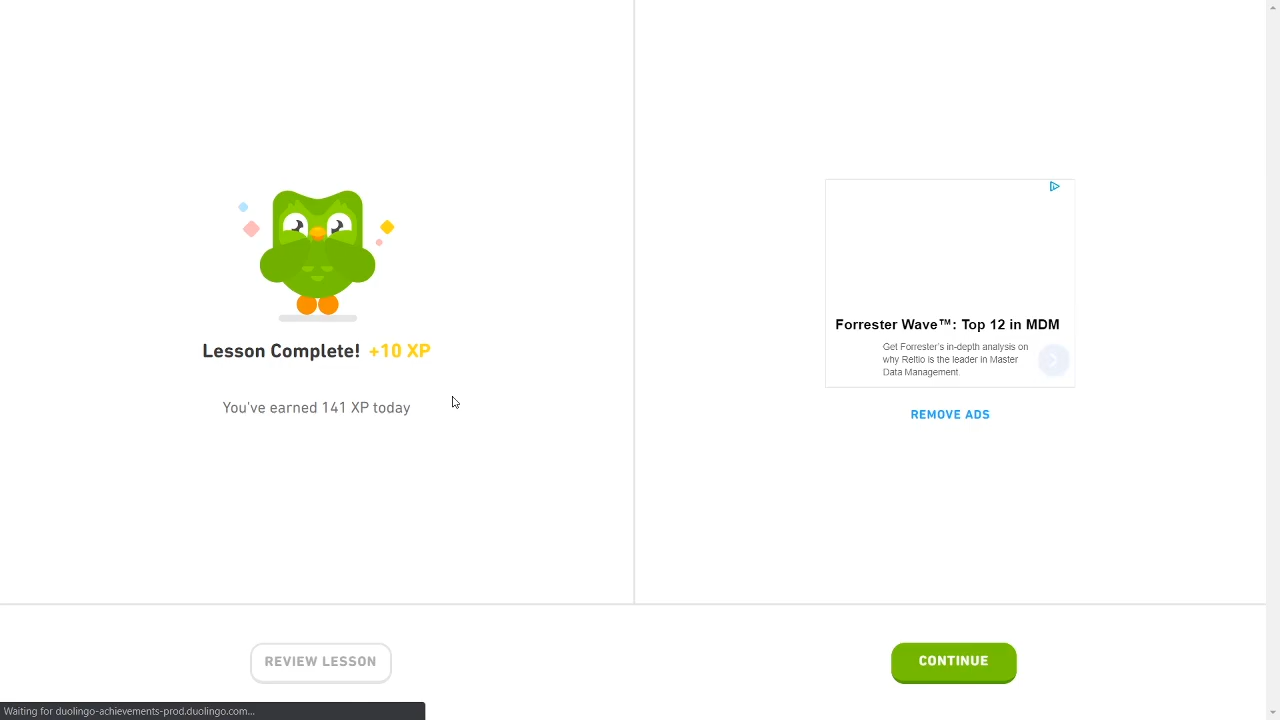 Lesson Complete! +10 XP
You've earned 141 XP today
Forrester Wave™: Top 12 in MDM
Get Forrester's in-depth analysis on
why Reltio is the leader in Master
Data Management.
REMOVE ADS
REVIEW LESSON
CONTINUE
Waiting for duolingo-achievements-prod.duolingo.com...